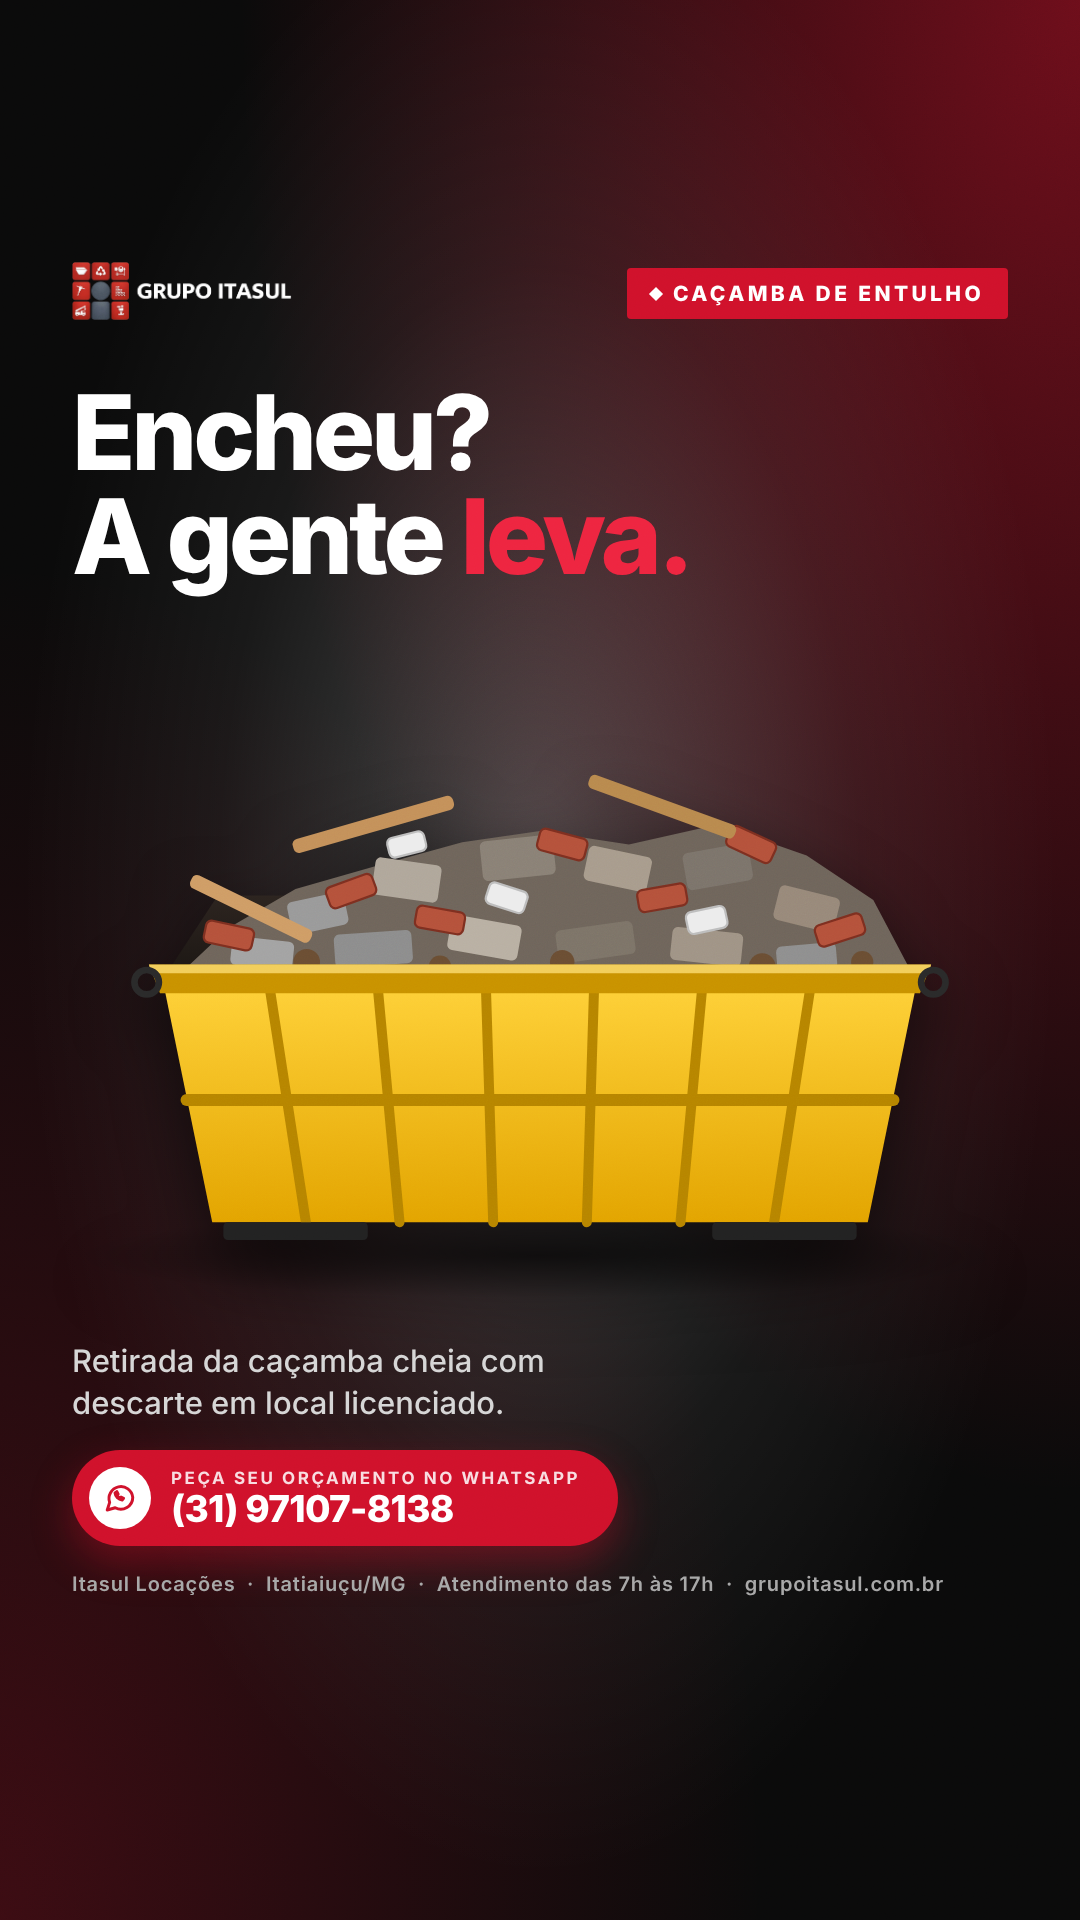 GRUPO ITASUL
◆ CAÇAMBA DE ENTULHO
Encheu?
A gente leva.
Retirada da caçamba cheia com
descarte em local licenciado.
PEÇA SEU ORÇAMENTO NO WHATSAPP
(31) 97107-8138
Itasul Locações · Itatiaiuçu/MG · Atendimento das 7h às 17h · grupoitasul.com.br